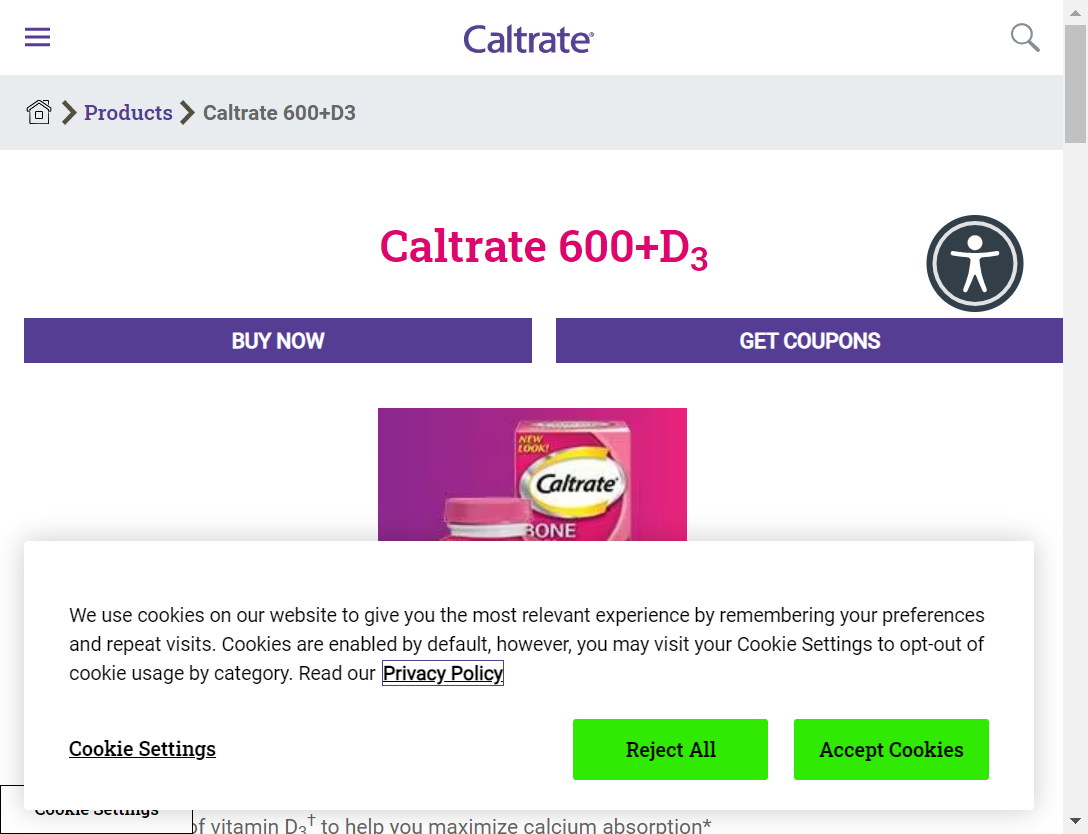 Caltrate®
Products
Caltrate 600+D3
Caltrate 600+D₃
BUY NOW
GET COUPONS
NEW
LOOK!
Caltrate
BONE
We use cookies on our website to give you the most relevant experience by remembering your preferences
and repeat visits. Cookies are enabled by default, however, you may visit your Cookie Settings to opt-out of
cookie usage by category. Read our Privacy Policy
Cookie Settings
Reject All
Accept Cookies
Cookie Settings
of vitamin D₃† to help you maximize calcium absorption*